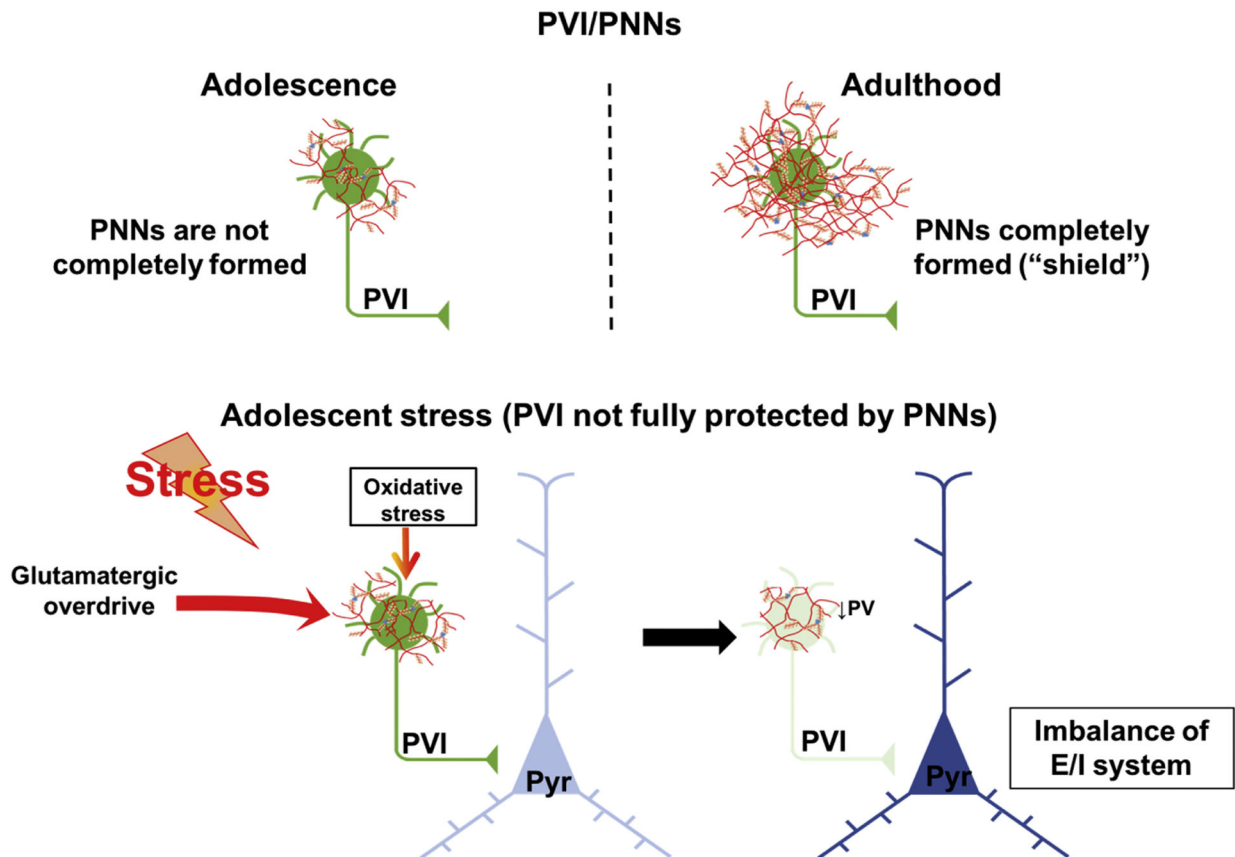 PVI/PNNs
Adolescence
Adulthood
PNNs are not
completely formed
PVI
PNNs completely
formed (“shield”)
PVI
Adolescent stress (PVI not fully protected by PNNs)
Stress
Oxidative
stress
Glutamatergic
overdrive
PVI
Pyr
↓PV
PVI
Pyr
Imbalance of
E/I system